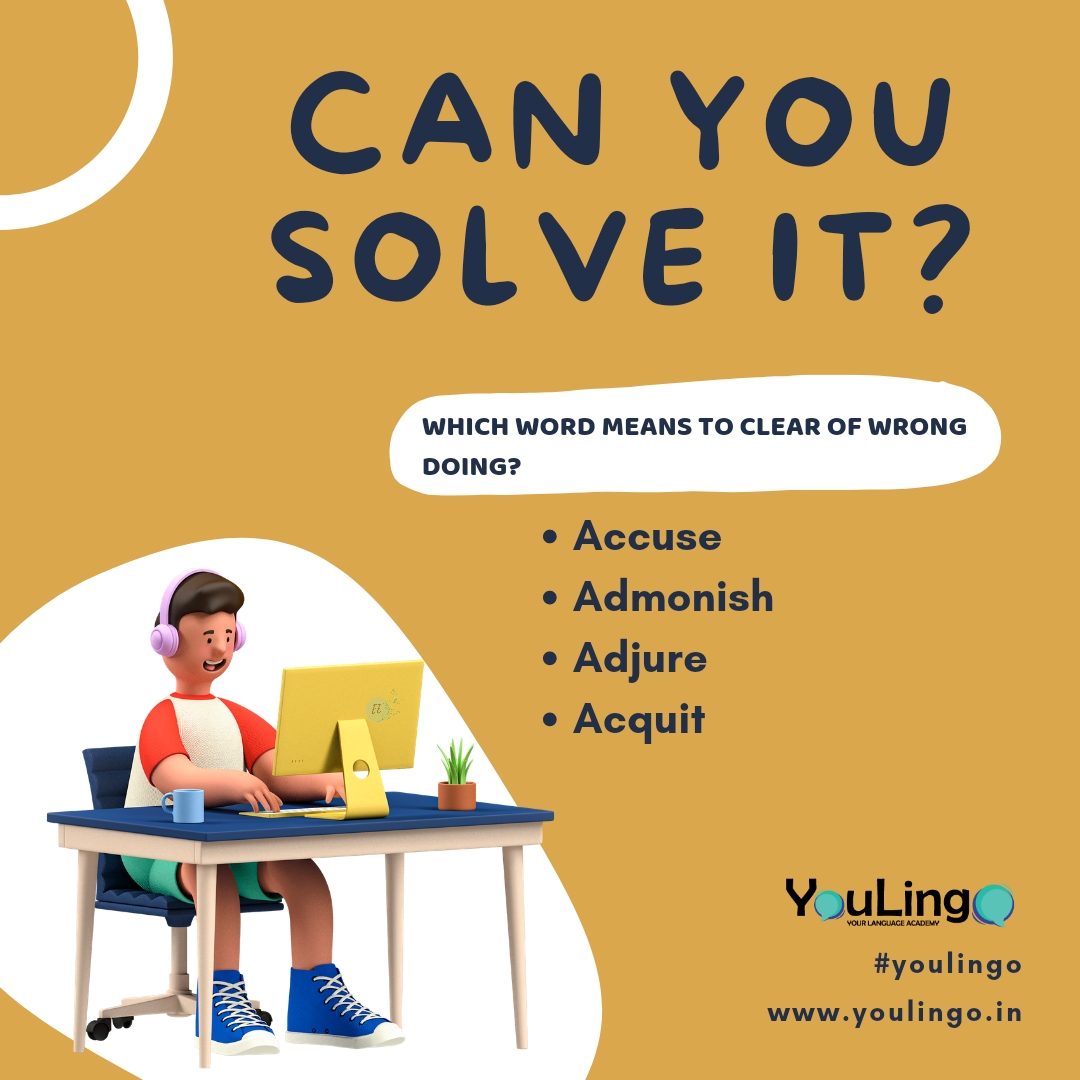 CAN YOU
SOLVE IT?
WHICH WORD MEANS TO CLEAR OF WRONG
DOING?
• Accuse
• Admonish
• Adjure
• Acquit
YouLingo
YOUR LANGUAGE ACADEMY
#youlingo
www.youlingo.in